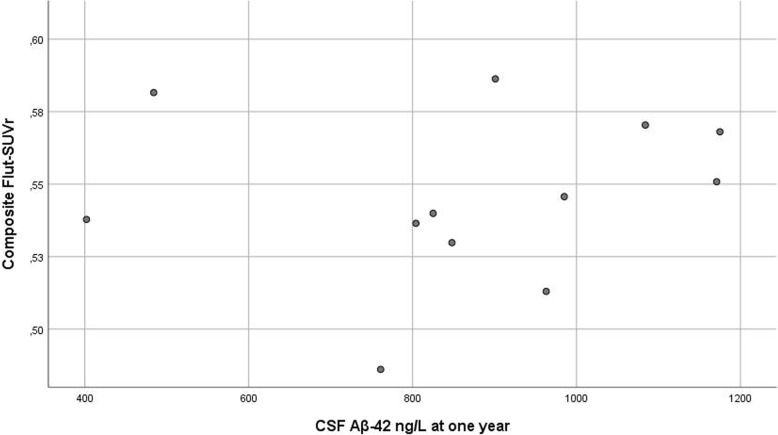 ,60
,58
,55
,53
,50
Composite Flut-SUVr
400 600 800 1000 1200
CSF Aβ-42 ng/L at one year